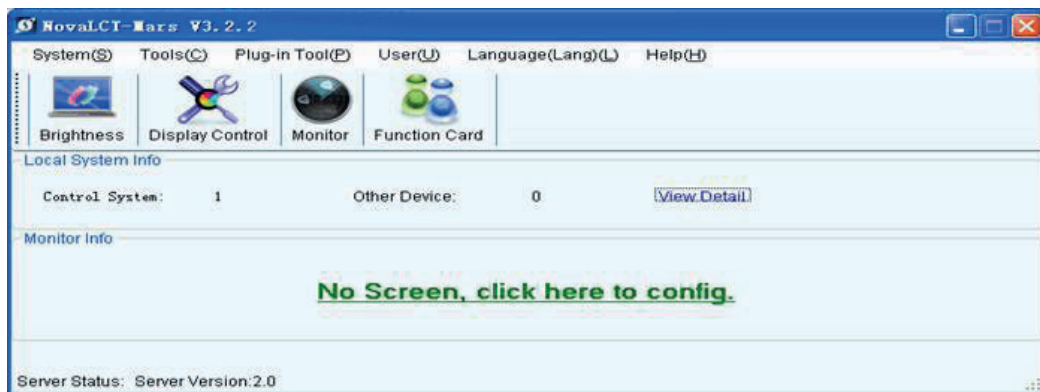 NovaLCT-Mars V3.2.2
System(S) Tools(C) Plug-in Tool(P) User(U) Language(Lang)(L) Help(H)
Brightness Display Control Monitor Function Card
Local System Info
Control System: 1 Other Device: 0 View Detail
Monitor Info
No Screen, click here to config.
Server Status: Server Version:2.0